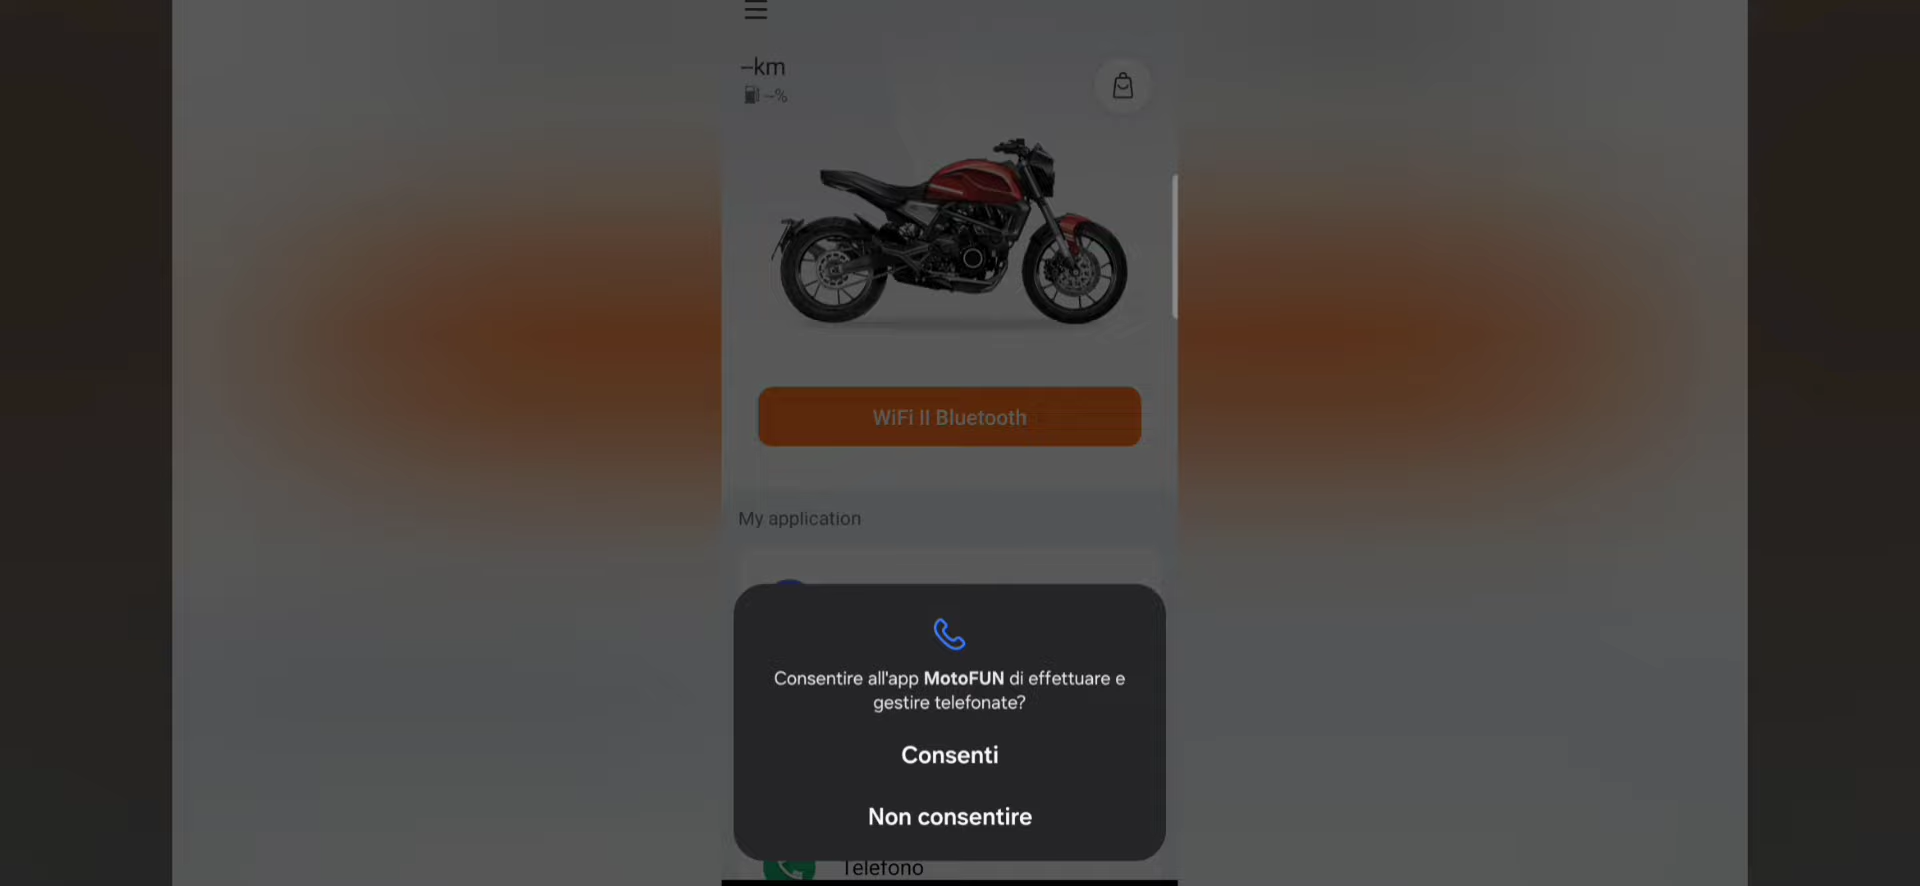 --km
--%
WiFi II Bluetooth
My application
Consentire all'app MotoFUN di effettuare e
gestire telefonate?
Consenti
Non consentire
Telefono